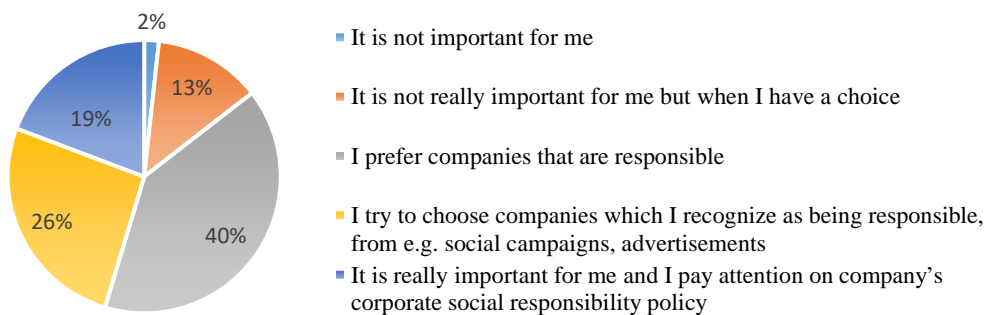 2%
13%
19%
26%
40%
It is not important for me
It is not really important for me but when I have a choice
I prefer companies that are responsible
I try to choose companies which I recognize as being responsible,
from e.g. social campaigns, advertisements
It is really important for me and I pay attention on company’s
corporate social responsibility policy